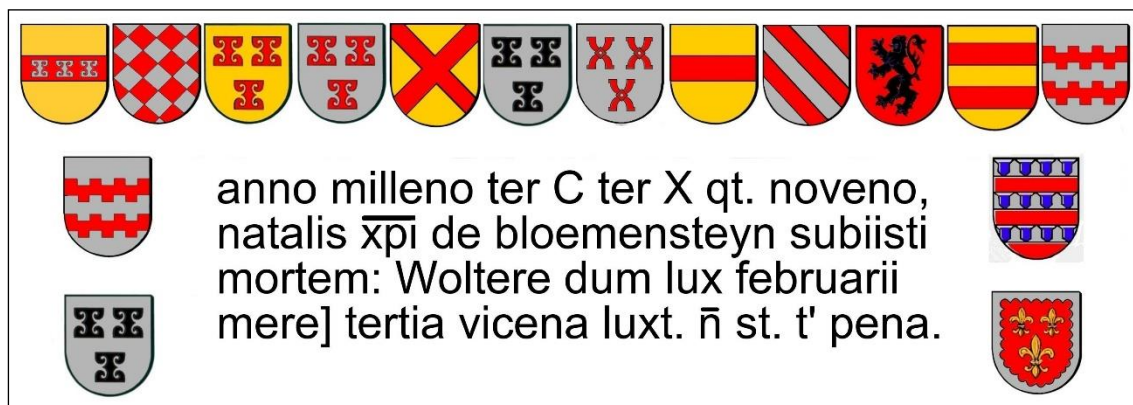 anno milleno ter C ter X qt. noveno,
natalis x̅p̅i̅ de bloemensteyn subiisti
mortem: Woltere dum lux februarii
mere] tertia vicena luxt. n̄ st. t' pena.